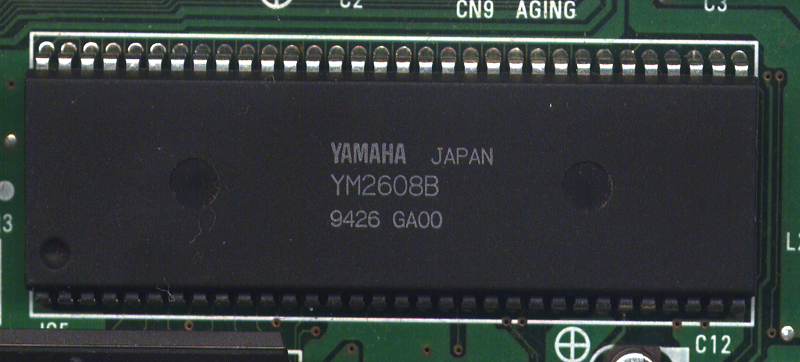 C2
CN9 AGING
C3
YAMAHA JAPAN
YM2608B
9426 GA00
C12